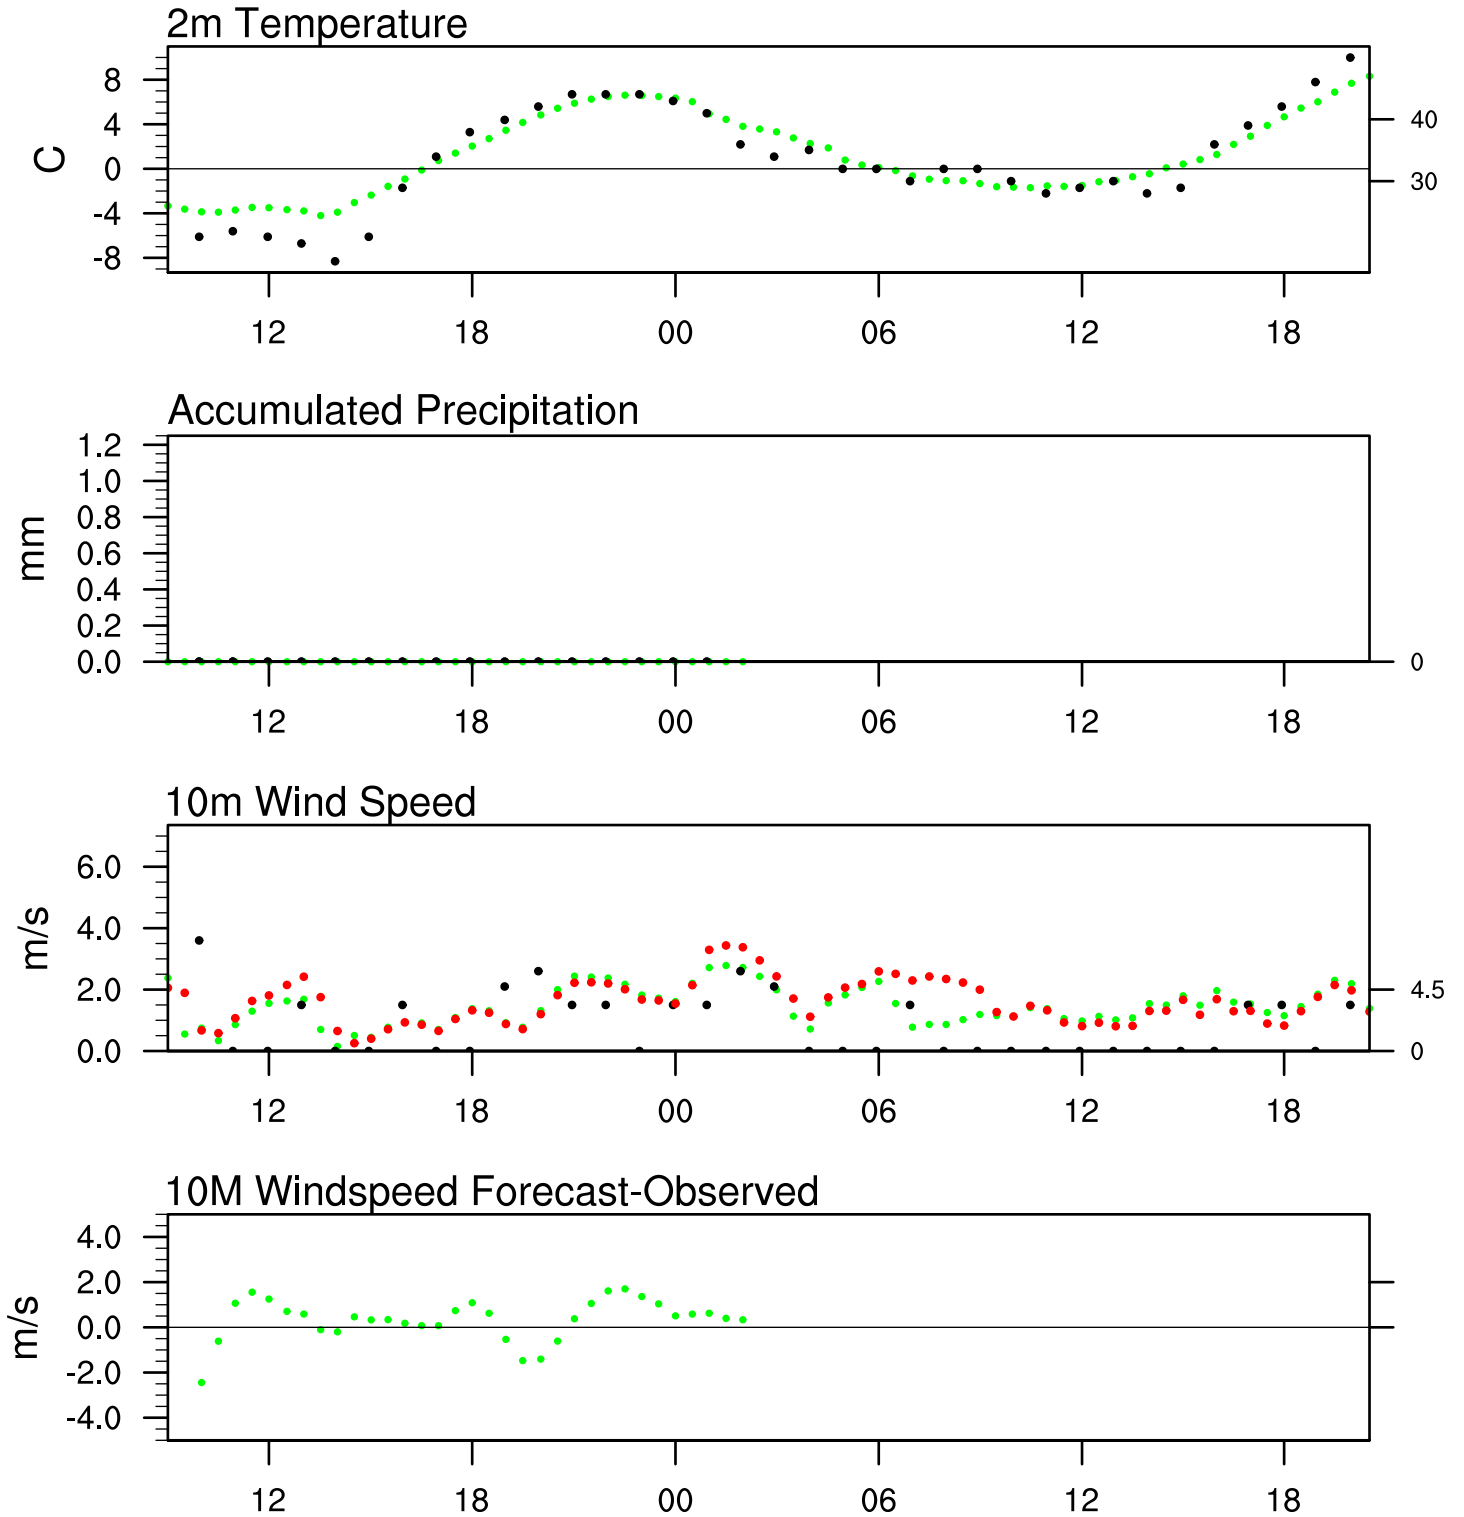 2m Temperature
8
4
0
-4
-8
C
40
30
12 18 00 06 12 18
Accumulated Precipitation
1.2
1.0
0.8
0.6
0.4
0.2
0.0
mm
0
12 18 00 06 12 18
10m Wind Speed
6.0
4.0
2.0
0.0
m/s
4.5
0
12 18 00 06 12 18
10M Windspeed Forecast-Observed
4.0
2.0
0.0
-2.0
-4.0
m/s
12 18 00 06 12 18